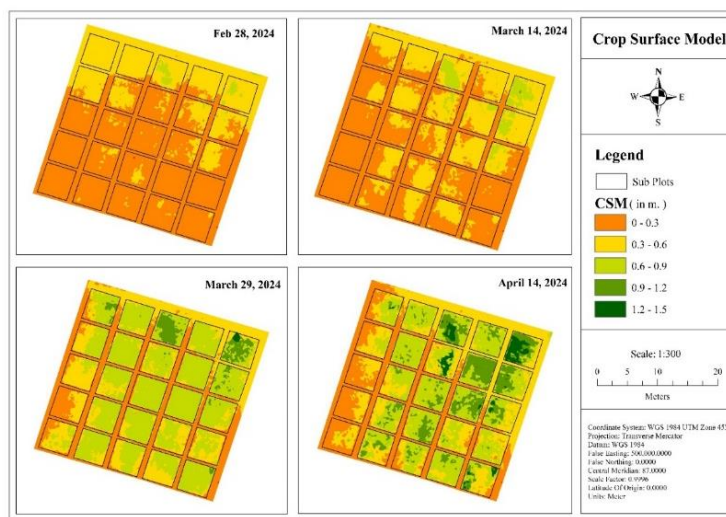 Feb 28, 2024
March 14, 2024
March 29, 2024
April 14, 2024
Crop Surface Model
N
W E
S
Legend
Sub Plots
CSM ( in m. )
0 - 0.3
0.3 - 0.6
0.6 - 0.9
0.9 - 1.2
1.2 - 1.5
Scale: 1:300
0 5 10 20
Meters
Coordinate System: WGS 1984 UTM Zone
Projection: Transverse Mercator
Datum: WGS 1984
False Easting: 500,000.0000
False Northing: 0.0000
Central Meridian: 87.0000
Scale Factor: 0.9996
Latitude Of Origin: 0.0000
Units: Meter